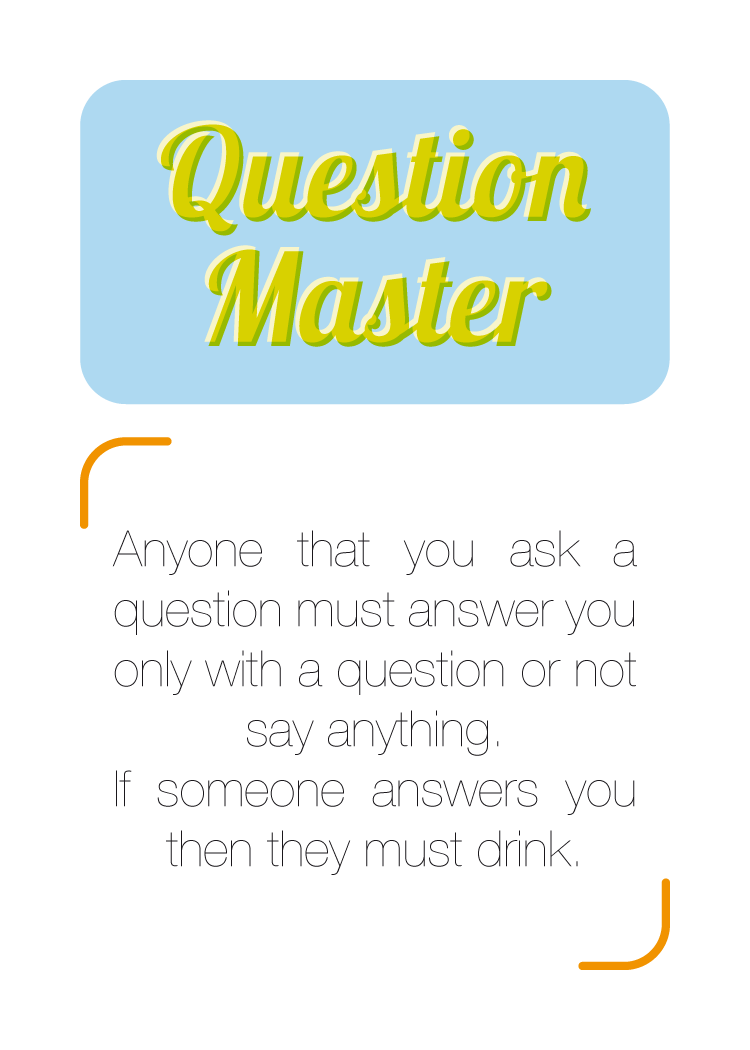 Question
Master
Anyone that you ask a
question must answer you
only with a question or not
say anything.
If someone answers you
then they must drink.